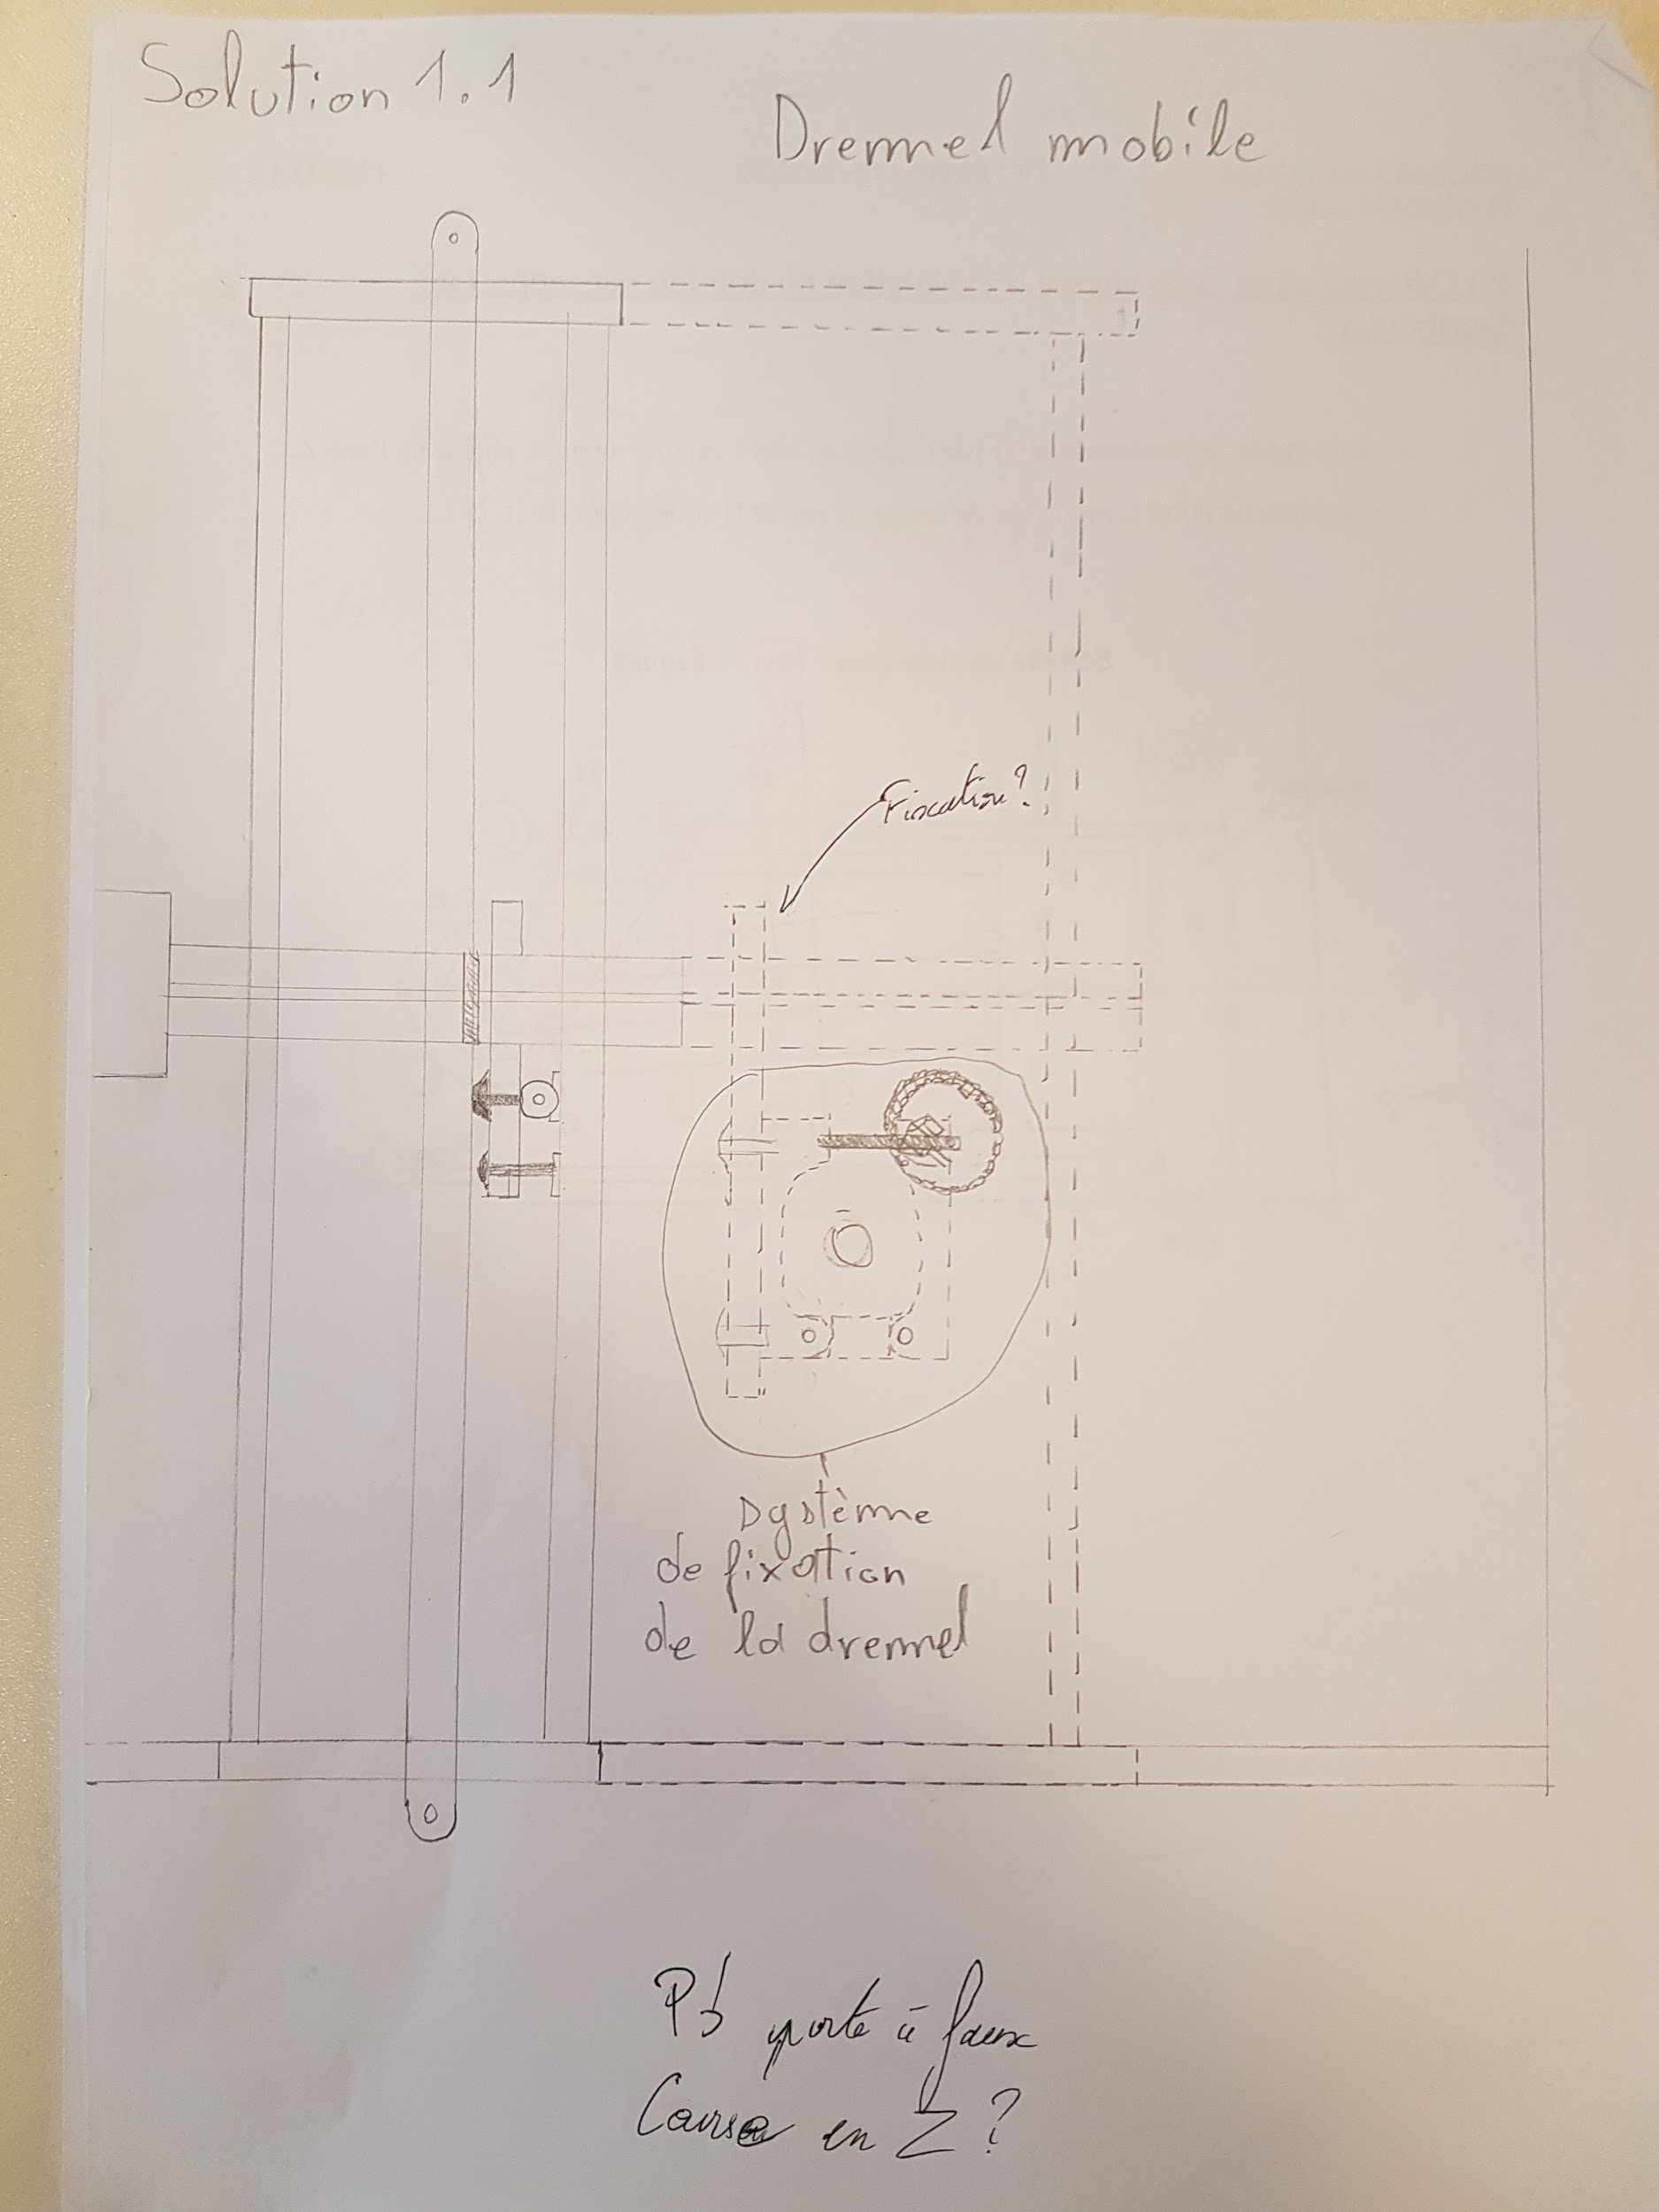 Solution 1.1
Dremel mobile
Fixation?
système
de fixation
de la dremel
Pb porte à faux
Course en Z ?